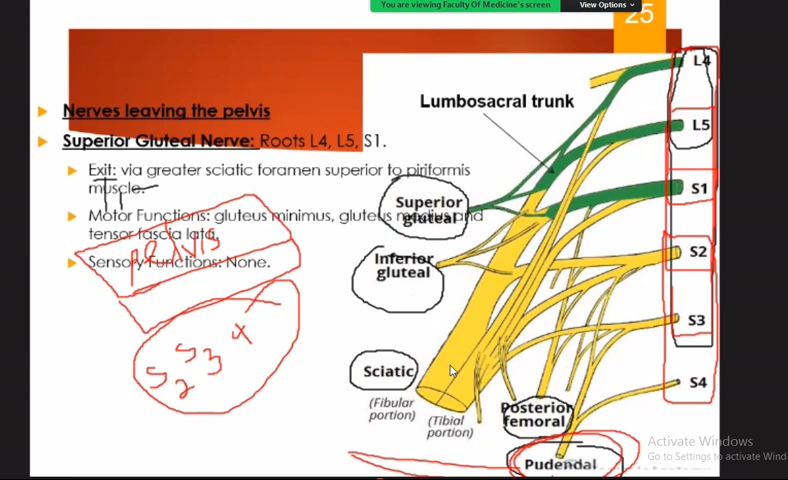 You are viewing Faculty Of Medicine's screen
View Options
25
Nerves leaving the pelvis
Superior Gluteal Nerve: Roots L4, L5, S1.
Exit: via greater sciatic foramen superior to piriformis
muscle.
Motor Functions: gluteus minimus, gluteus medius and
tensor fascia lata.
Sensory Functions: None.
pelvis
S2 S3 4
Lumbosacral trunk
L4
L5
S1
S2
S3
S4
Superior
gluteal
Inferior
gluteal
Sciatic
(Fibular
portion)
(Tibial
portion)
Posterior
femoral
Pudendal
Activate Windows
Go to Settings to activate Wind